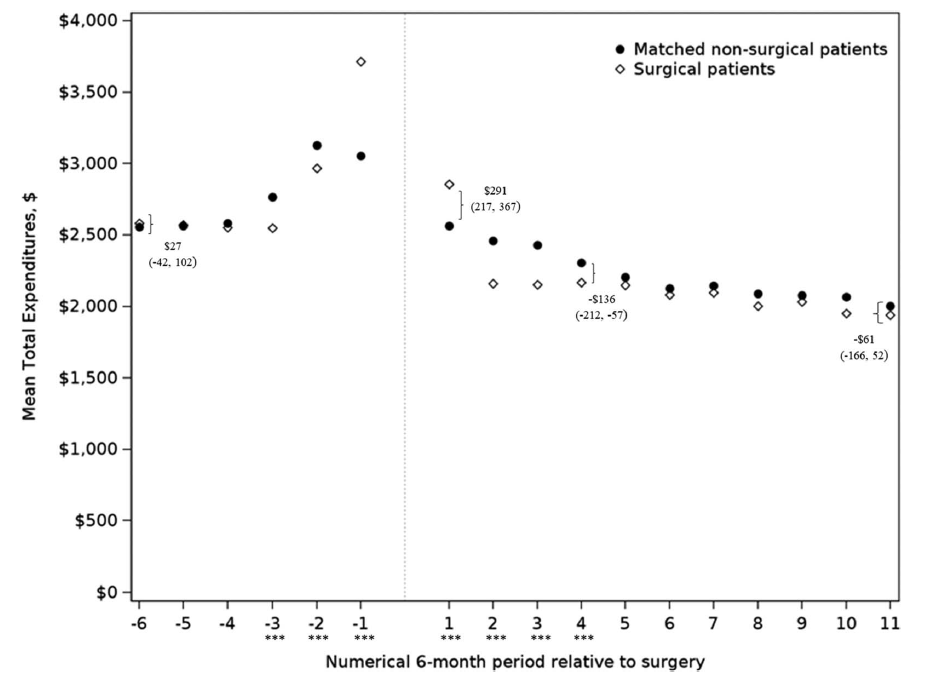 $4,000
Matched non-surgical patients
Surgical patients
$3,500
$3,000
$291
(217, 367)
$2,500
$27
(-42, 102)
$2,000
-$136
(-212, -57)
-$61
(-166, 52)
$1,500
$1,000
$500
$0
Mean Total Expenditures, $
-6 -5 -4 -3 -2 -1 1 2 3 4 5 6 7 8 9 10 11
*** *** *** *** *** *** ***
Numerical 6-month period relative to surgery